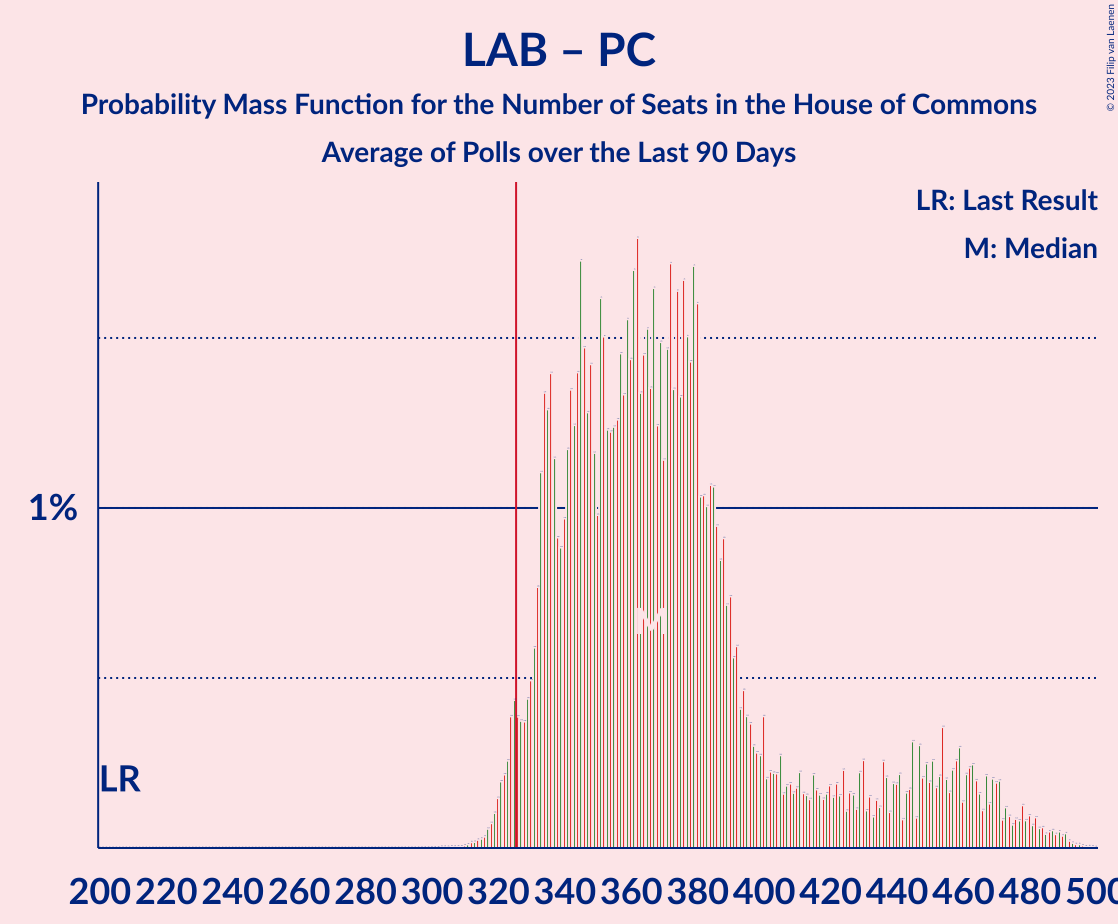 LAB – PC
Probability Mass Function for the Number of Seats in the House of Commons
Average of Polls over the Last 90 Days
© 2023 Filip van Laenen
LR: Last Result
M: Median
1%
M
LR
200 220 240 260 280 300 320 340 360 380 400 420 440 460 480 500